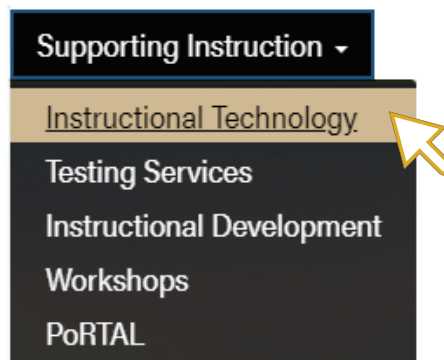 Supporting Instruction
Instructional Technology
Testing Services
Instructional Development
Workshops
PoRTAL